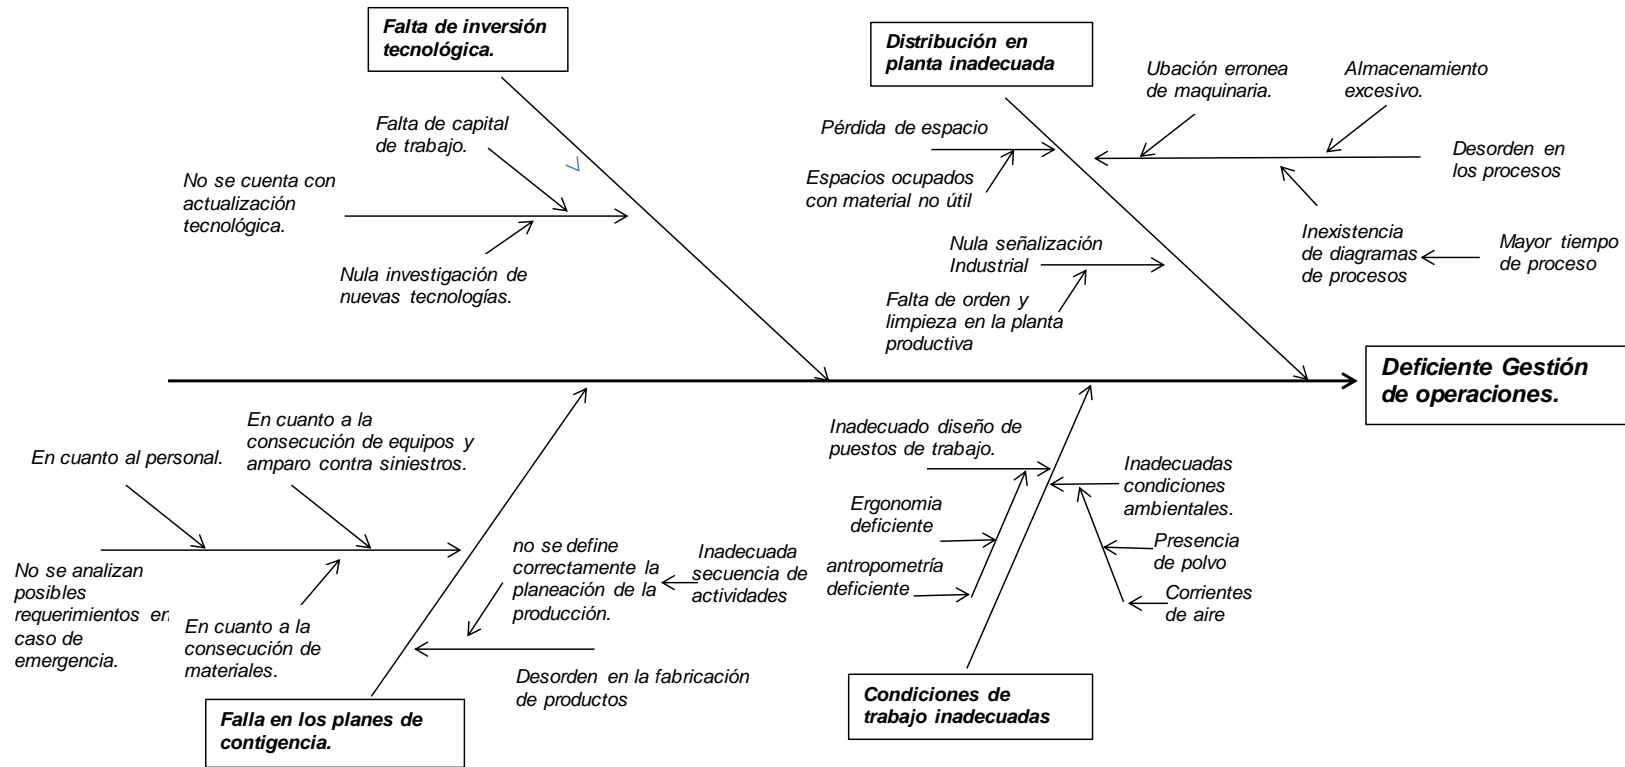 Falta de inversión
tecnológica.
Distribución en
planta inadecuada
Ubación erronea
de maquinaria.
Almacenamiento
excesivo.
Falta de capital
de trabajo.
Pérdida de espacio
Desorden en
los procesos
No se cuenta con
actualización
tecnológica.
Espacios ocupados
con material no útil
Nula investigación de
nuevas tecnologías.
Nula señalización
Industrial
Inexistencia
de diagramas
de procesos
Mayor tiempo
de proceso
Falta de orden y
limpieza en la planta
productiva
Deficiente Gestión
de operaciones.
En cuanto al personal.
En cuanto a la
consecución de equipos y
amparo contra siniestros.
Inadecuado diseño de
puestos de trabajo.
Inadecuadas
condiciones
ambientales.
Ergonomia
deficiente
Presencia
de polvo
antropometría
deficiente
Corrientes
de aire
No se analizan
posibles
requerimientos en
caso de
emergencia.
En cuanto a la
consecución de
materiales.
no se define
correctamente la
planeación de la
producción.
Inadecuada
secuencia de
actividades
Desorden en la fabricación
de productos
Falla en los planes de
contigencia.
Condiciones de
trabajo inadecuadas